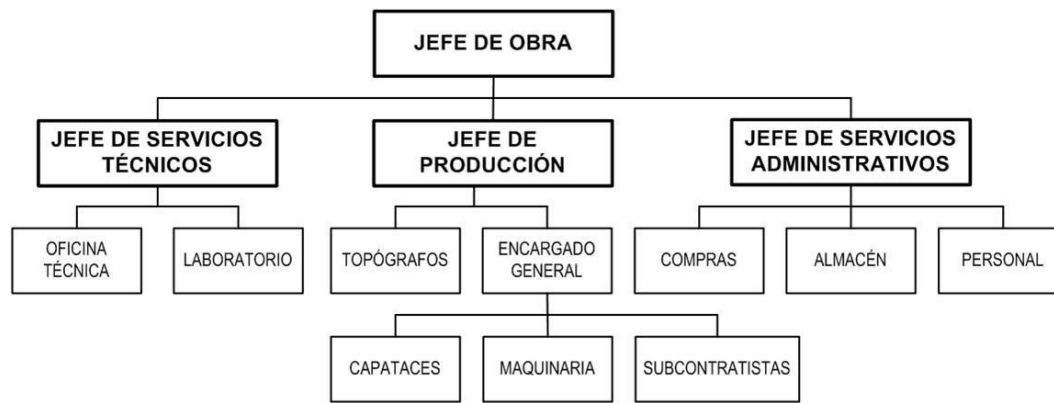 JEFE DE OBRA
JEFE DE SERVICIOS
TÉCNICOS
JEFE DE
PRODUCCIÓN
JEFE DE SERVICIOS
ADMINISTRATIVOS
OFICINA
TÉCNICA
LABORATORIO
TOPÓGRAFOS
ENCARGADO
GENERAL
COMPRAS
ALMACÉN
PERSONAL
CAPATACES
MAQUINARIA
SUBCONTRATISTAS